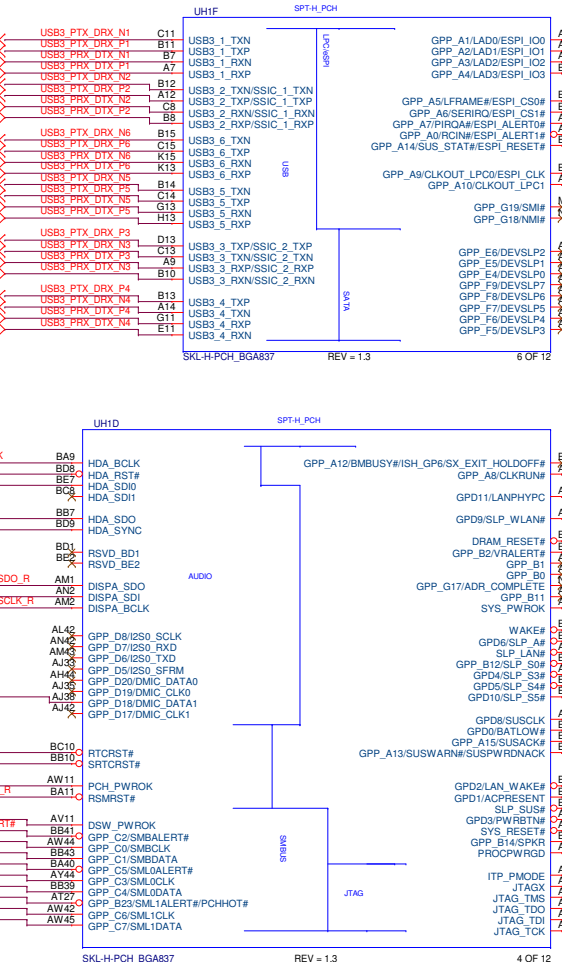 UH1F
SPT-H_PCH
USB3_PTX_DRX_N1 C11 USB3_1_TXN GPP_A1/LAD0/ESPI_IO0
USB3_PTX_DRX_P1 B11 USB3_1_TXP GPP_A2/LAD1/ESPI_IO1
USB3_PRX_DTX_N1 B7 USB3_1_RXN GPP_A3/LAD2/ESPI_IO2
USB3_PRX_DTX_P1 A7 USB3_1_RXP GPP_A4/LAD3/ESPI_IO3
LPC/eSPI
USB3_PTX_DRX_N2 B12 USB3_2_TXN/SSIC_1_TXN
USB3_PTX_DRX_P2 A12 USB3_2_TXP/SSIC_1_TXP GPP_A5/LFRAME#/ESPI_CS0#
USB3_PRX_DTX_N2 C8 USB3_2_RXN/SSIC_1_RXN GPP_A6/SERIRQ/ESPI_CS1#
USB3_PRX_DTX_P2 B8 USB3_2_RXP/SSIC_1_RXP GPP_A7/PIRQA#/ESPI_ALERT0#
GPP_A0/RCIN#/ESPI_ALERT1#
USB3_PTX_DRX_N6 B15 USB3_6_TXN GPP_A14/SUS_STAT#/ESPI_RESET#
USB3_PTX_DRX_P6 C15 USB3_6_TXP
USB3_PRX_DTX_N6 K15 USB3_6_RXN
USB3_PRX_DTX_P6 K13 USB3_6_RXP GPP_A9/CLKOUT_LPC0/ESPI_CLK
USB
USB3_PTX_DRX_N5 B14 USB3_5_TXN GPP_A10/CLKOUT_LPC1
USB3_PTX_DRX_P5 C14 USB3_5_TXP
USB3_PRX_DTX_N5 G13 USB3_5_RXN GPP_G19/SMI#
USB3_PRX_DTX_P5 H13 USB3_5_RXP GPP_G18/NMI#
USB3_PTX_DRX_P3 D13 USB3_3_TXP/SSIC_2_TXP GPP_E6/DEVSLP2
USB3_PTX_DRX_N3 C13 USB3_3_TXN/SSIC_2_TXN GPP_E5/DEVSLP1
USB3_PRX_DTX_P3 A9 USB3_3_RXP/SSIC_2_RXP GPP_E4/DEVSLP0
USB3_PRX_DTX_N3 B10 USB3_3_RXN/SSIC_2_RXN GPP_F9/DEVSLP7
GPP_F8/DEVSLP6
SATA
USB3_PTX_DRX_P4 B13 USB3_4_TXP GPP_F7/DEVSLP5
USB3_PTX_DRX_N4 A14 USB3_4_TXN GPP_F6/DEVSLP4
USB3_PRX_DTX_P4 G11 USB3_4_RXP GPP_F5/DEVSLP3
USB3_PRX_DTX_N4 E11 USB3_4_RXN
SKL-H-PCH_BGA837 REV = 1.3 6 OF 12
UH1D
SPT-H_PCH
BA9 HDA_BCLK GPP_A12/BMBUSY#/ISH_GP6/SX_EXIT_HOLDOFF#
BD8 HDA_RST# GPP_A8/CLKRUN#
BE7 HDA_SDI0
BC8 HDA_SDI1 GPD11/LANPHYPC
BB7 HDA_SDO GPD9/SLP_WLAN#
BD9 HDA_SYNC
DRAM_RESET#
BD1 RSVD_BD1 GPP_B2/VRALERT#
BE2 RSVD_BE2 GPP_B1
GPP_B0
AUDIO
SDO_R AM1 DISPA_SDO GPP_G17/ADR_COMPLETE
AN2 DISPA_SDI GPP_B11
SCLK_R AM2 DISPA_BCLK SYS_PWROK
AL42 GPP_D8/I2S0_SCLK WAKE#
AN42 GPP_D7/I2S0_RXD GPD6/SLP_A#
AM43 GPP_D6/I2S0_TXD SLP_LAN#
AJ33 GPP_D5/I2S0_SFRM GPP_B12/SLP_S0#
AH44 GPP_D20/DMIC_DATA0 GPD4/SLP_S3#
AJ35 GPP_D19/DMIC_CLK0 GPD5/SLP_S4#
AJ38 GPP_D18/DMIC_DATA1 GPD10/SLP_S5#
AJ42 GPP_D17/DMIC_CLK1
GPD8/SUSCLK
GPD0/BATLOW#
GPP_A15/SUSACK#
BC10 RTCRST# GPP_A13/SUSWARN#/SUSPWRDNACK
BB10 SRTCRST#
AW11 PCH_PWROK GPD2/LAN_WAKE#
BA11 RSMRST# GPD1/ACPRESENT
SLP_SUS#
AV11 DSW_PWROK GPD3/PWRBTN#
BB41 GPP_C2/SMBALERT# SYS_RESET#
AW44 GPP_C0/SMBCLK GPP_B14/SPKR
BB43 GPP_C1/SMBDATA PROCPWRGD
SMBUS
BA40 GPP_C5/SML0ALERT#
AY44 GPP_C3/SML0CLK ITP_PMODE
BB39 GPP_C4/SML0DATA JTAGX
JTAG
AT27 GPP_B23/SML1ALERT#/PCHHOT# JTAG_TMS
AW42 GPP_C6/SML1CLK JTAG_TDO
AW45 GPP_C7/SML1DATA JTAG_TDI
JTAG_TCK
SKL-H-PCH_BGA837 REV = 1.3 4 OF 12